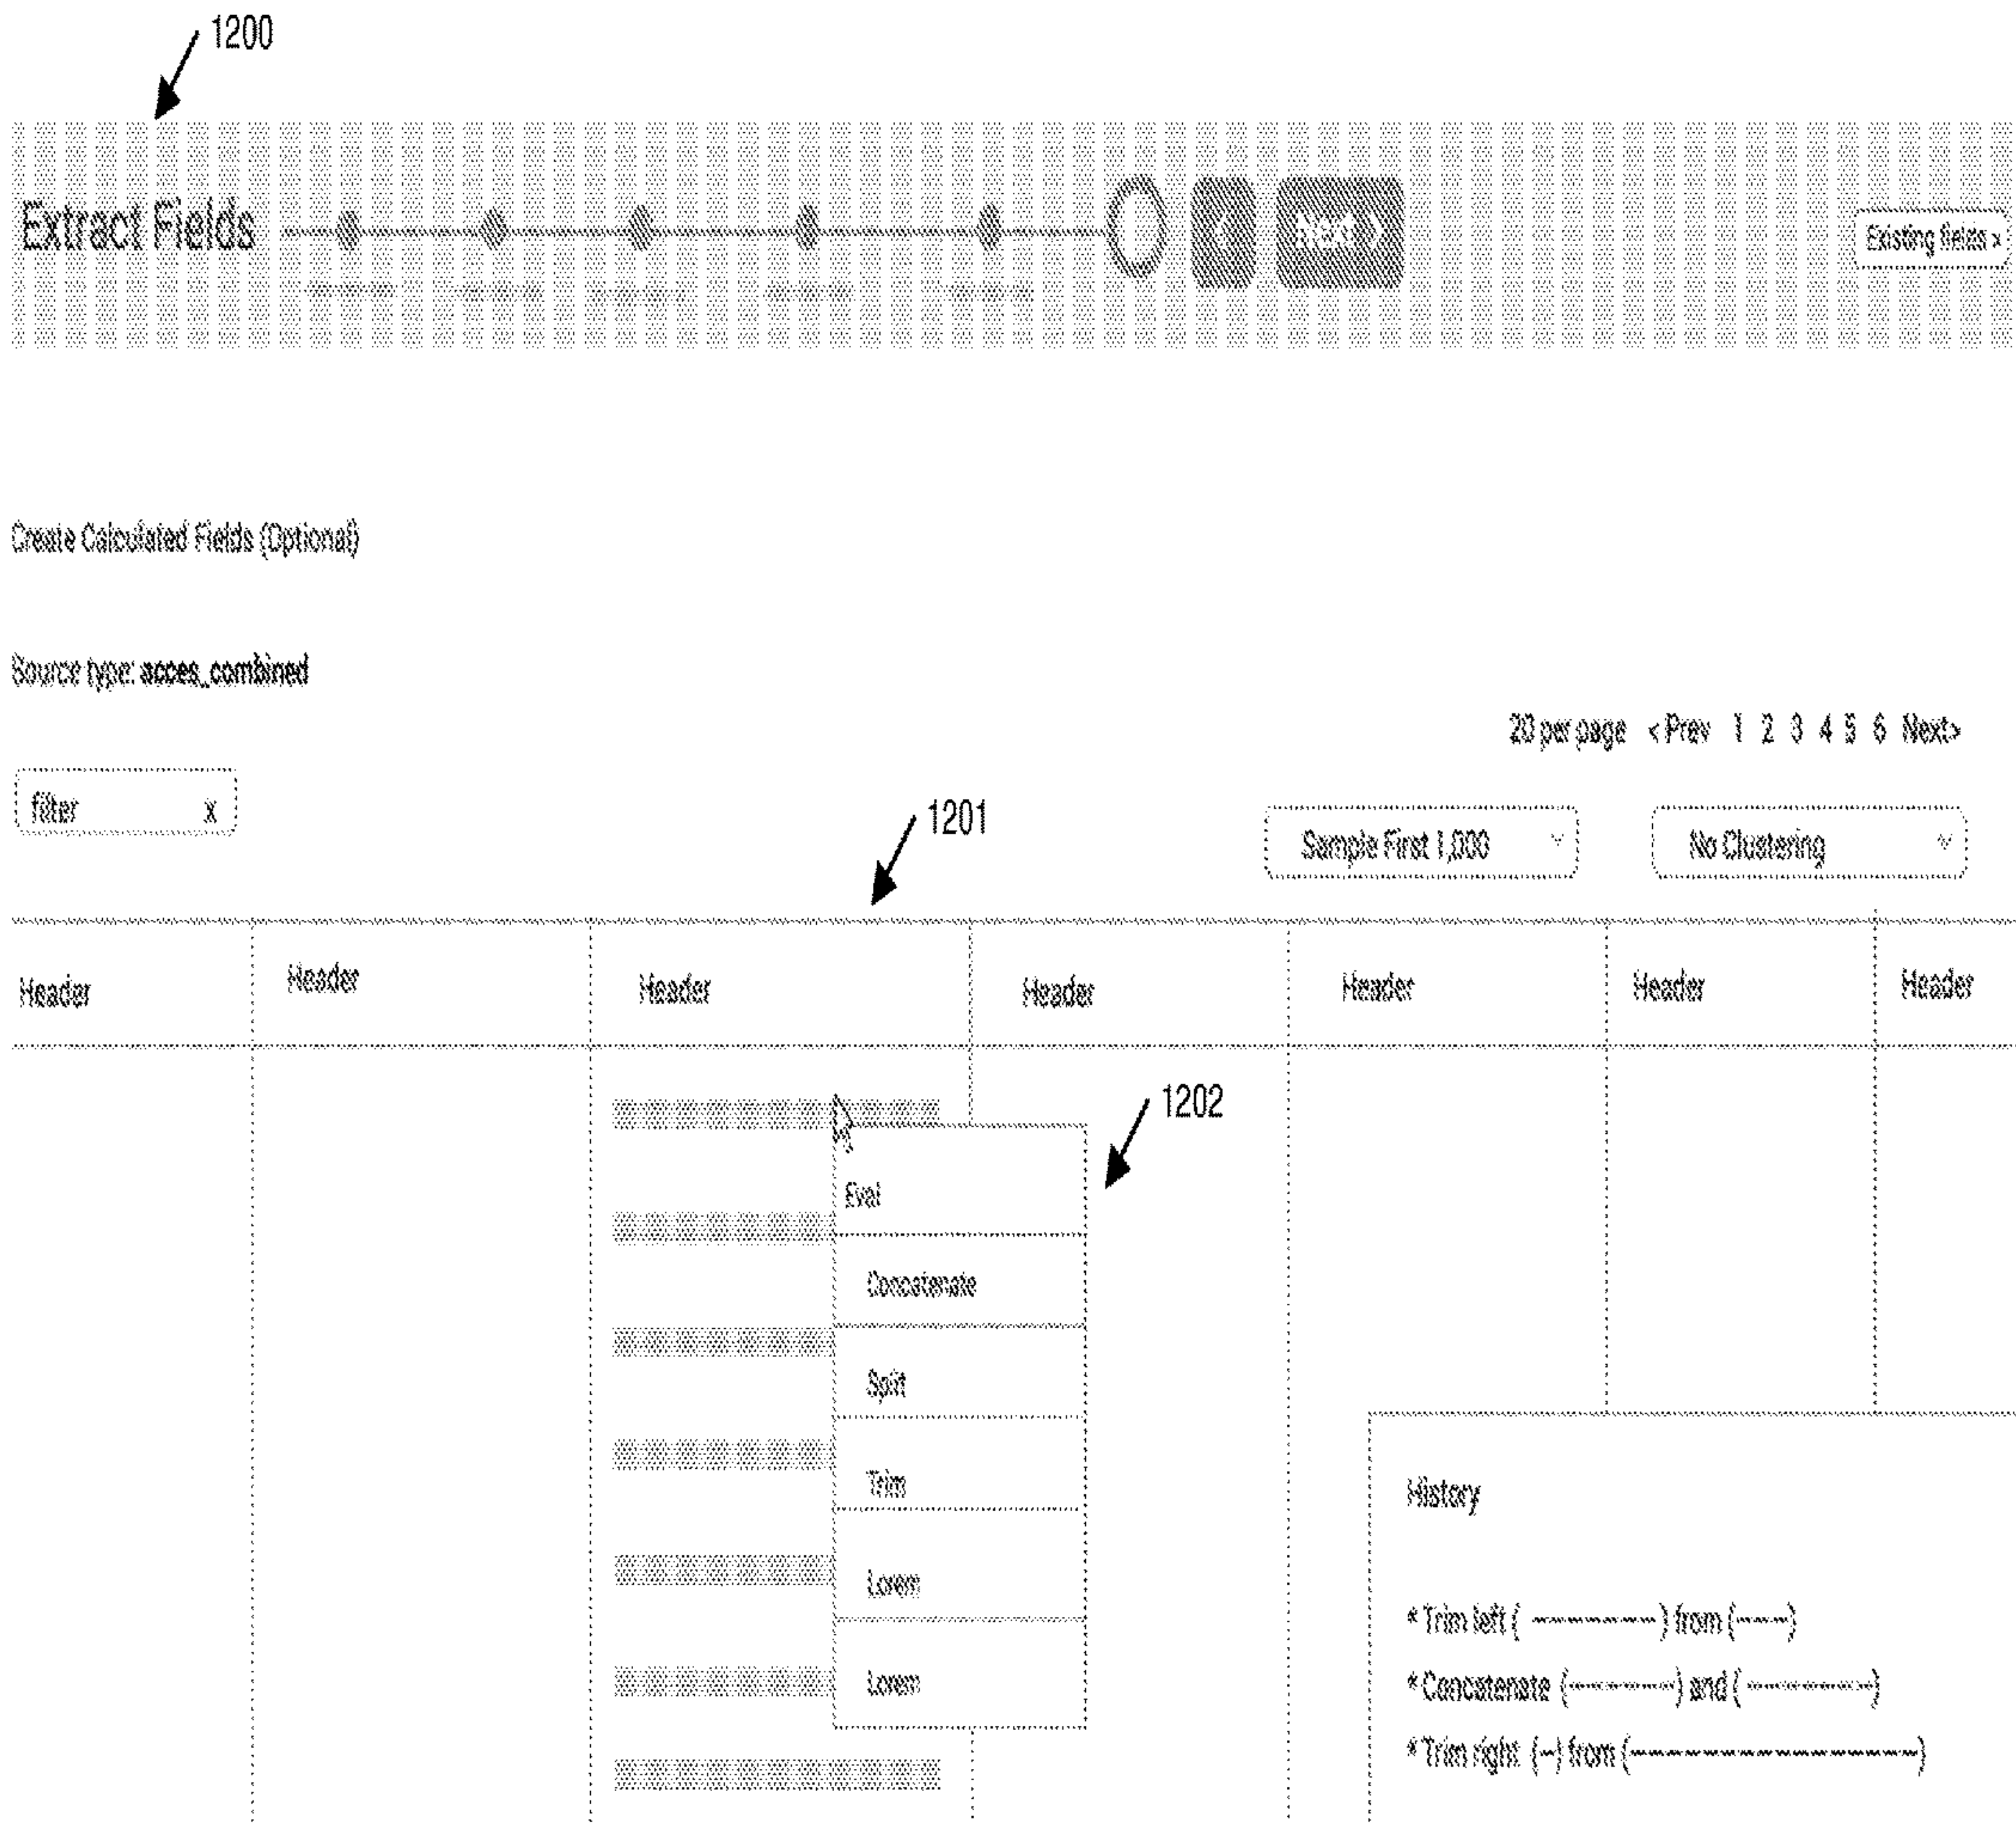 1200
Extract Fields
Next >
Existing fields x
Create Calculated Fields (Optional)
Source type: acces_combined
20 per page < Prev 1 2 3 4 5 6 Next>
filter x
1201
Sample First 1,000
No Clustering
Header Header Header Header Header Header Header
1202
Eval
Concatenate
Split
Trim
Lorem
Lorem
History
* Trim left ( ------------- ) from (-----)
* Concatenate (-----------) and ( -------------)
* Trim right (--) from (------------------------------)